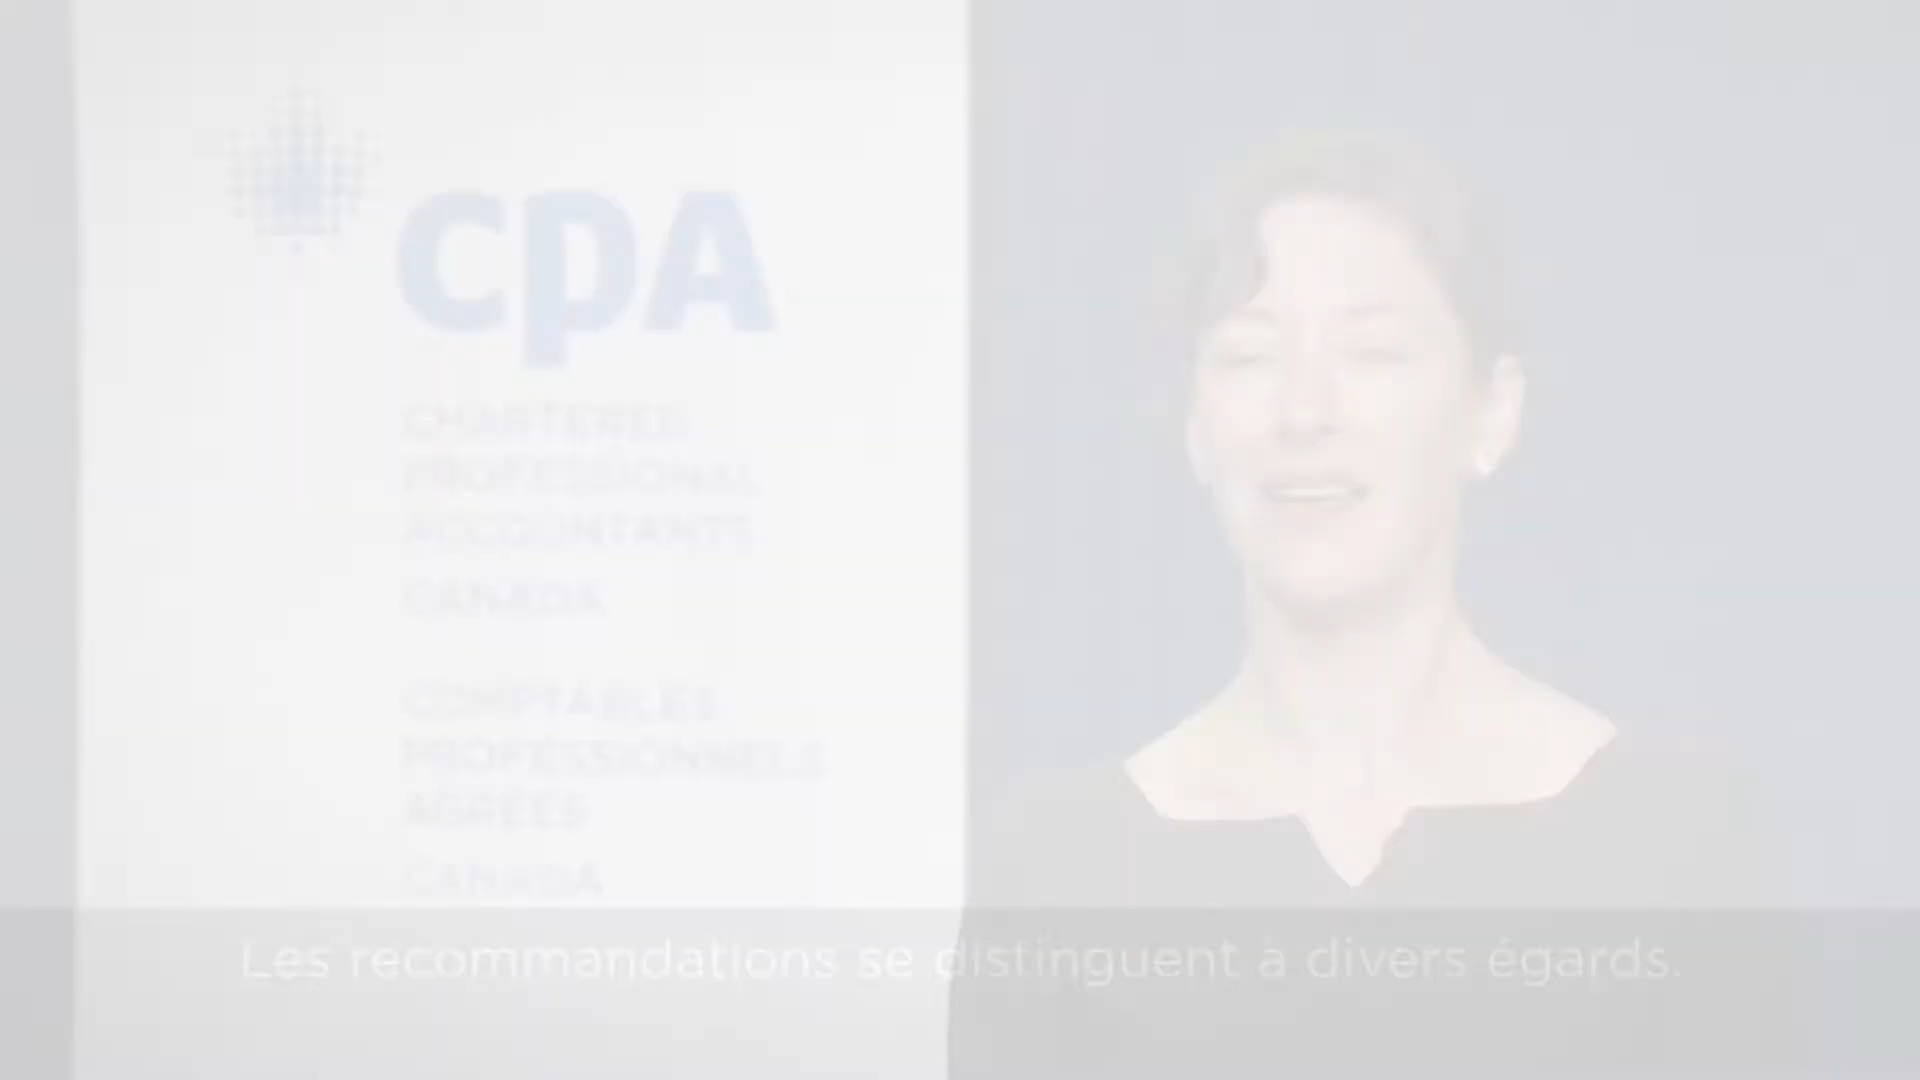 cpa
CHARTERED
PROFESSIONAL
ACCOUNTANTS
CANADA
COMPTABLES
PROFESSIONNELS
AGRÉÉS
CANADA
Les recommandations se distinguent à divers égards.